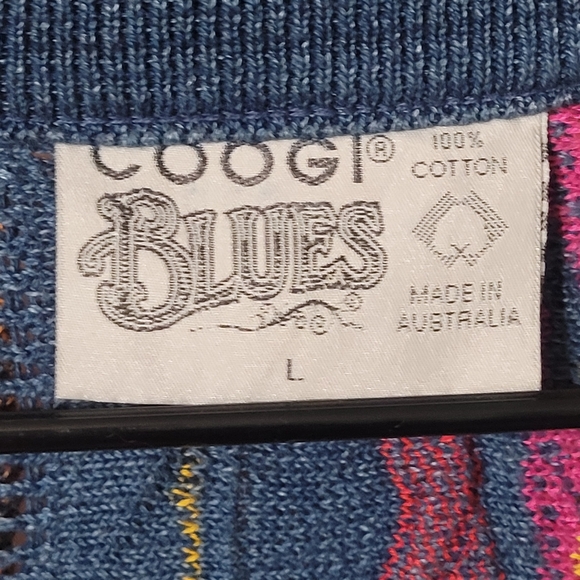 COOGI®
BLUES
®
®
L
100%
COTTON
MADE IN
AUSTRALIA